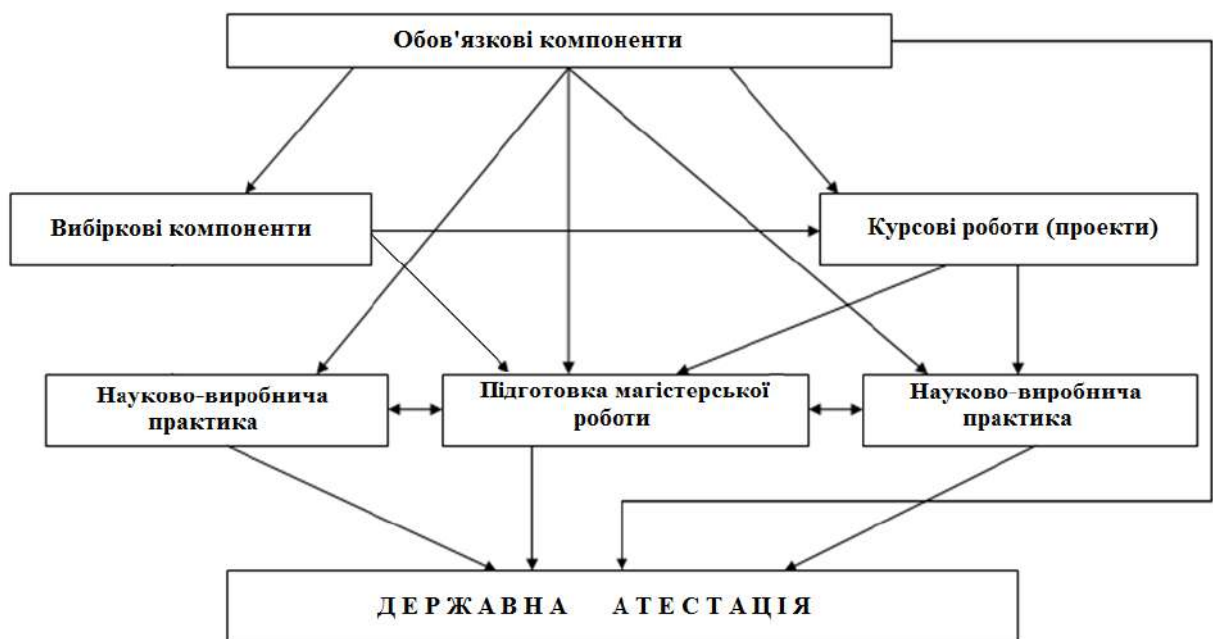 Обов'язкові компоненти
Вибіркові компоненти
Курсові роботи (проекти)
Науково-виробнича
практика
Підготовка магістерської
роботи
Науково-виробнича
практика
ДЕРЖАВНА АТЕСТАЦІЯ